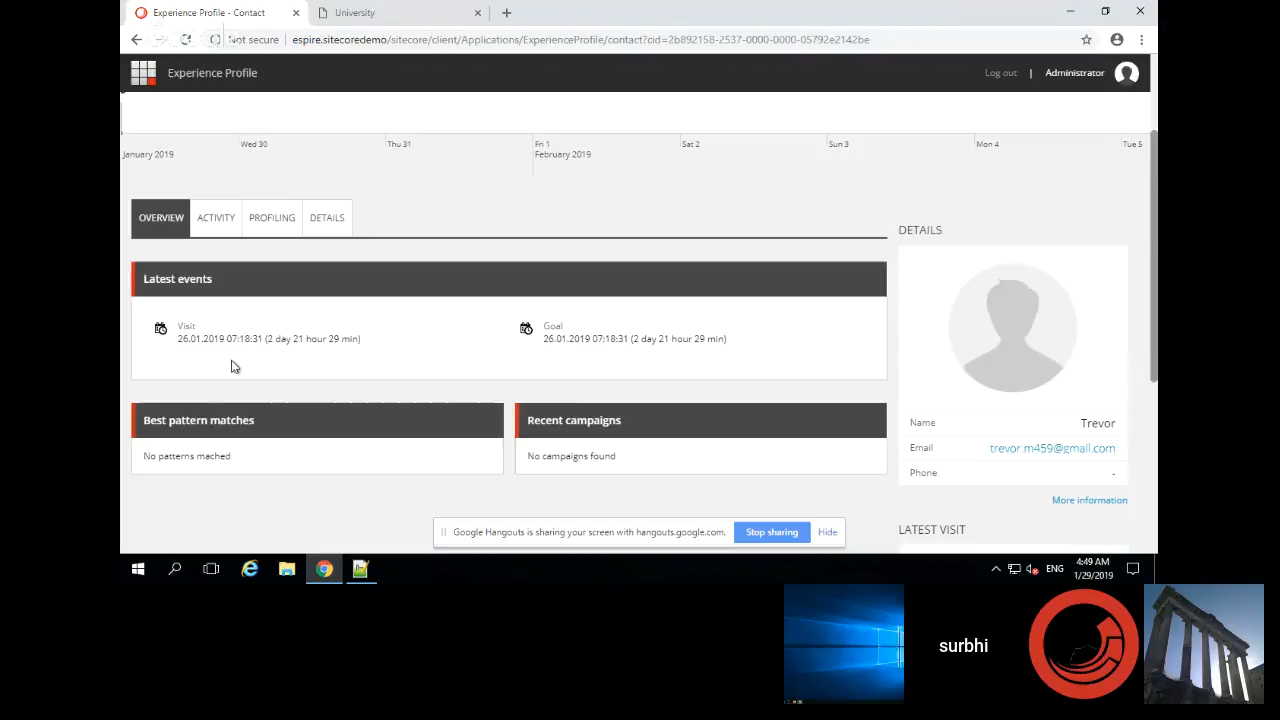 Experience Profile - Contact
University
Not secure
espire.sitecoredemo/sitecore/client/Applications/ExperienceProfile/contact?cid=2b892158-2537-0000-0000-05792e2142be
Experience Profile
Log out | Administrator
Wed 30
Thu 31
Fri 1
Sat 2
Sun 3
Mon 4
Tue 5
January 2019
February 2019
OVERVIEW
ACTIVITY
PROFILING
DETAILS
DETAILS
Latest events
Visit
26.01.2019 07:18:31 (2 day 21 hour 29 min)
Goal
26.01.2019 07:18:31 (2 day 21 hour 29 min)
Best pattern matches
No patterns mached
Recent campaigns
No campaigns found
Name
Trevor
Email
trevor.m459@gmail.com
Phone
-
More information
LATEST VISIT
Google Hangouts is sharing your screen with hangouts.google.com.
Stop sharing
Hide
ENG
4:49 AM
1/29/2019
surbhi